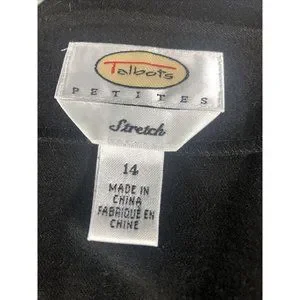 Talbots
PETITES
Stretch
14
MADE IN
CHINA
FABRIQUE EN
CHINE